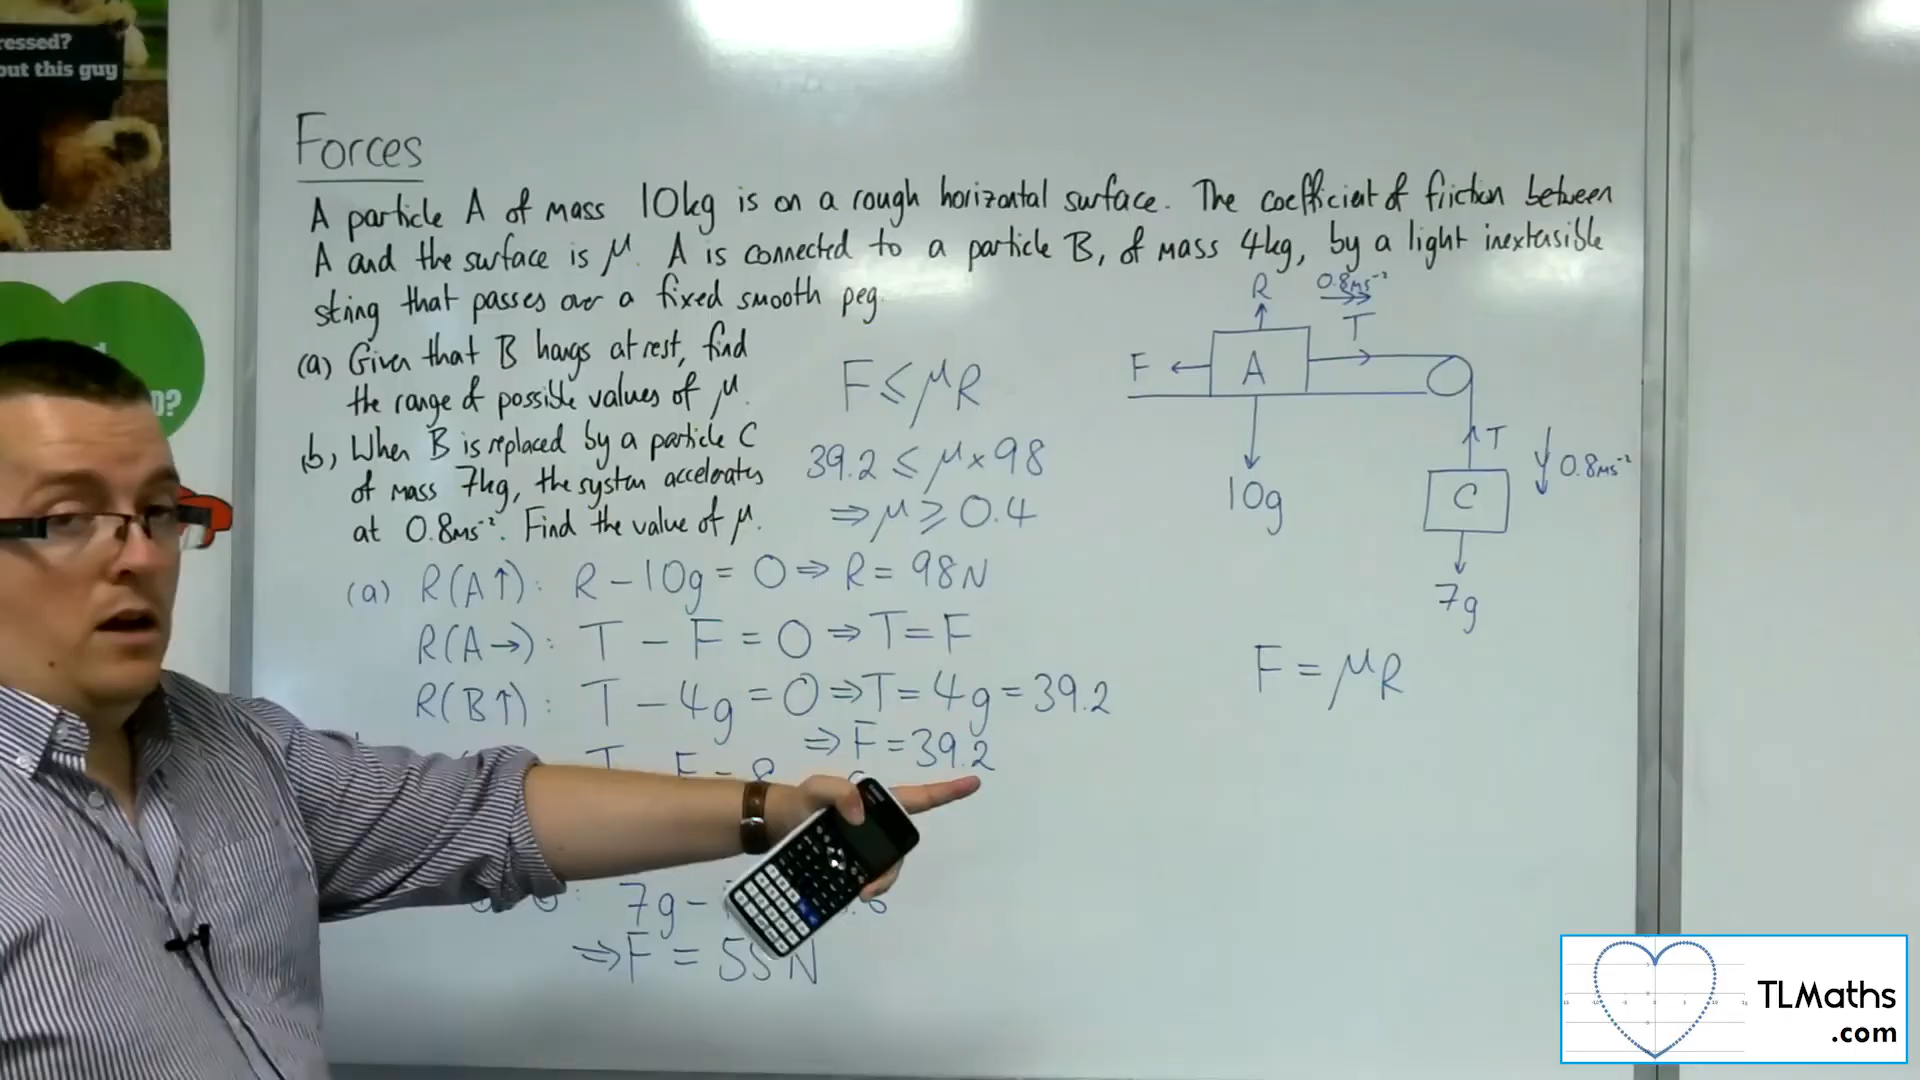 ressed?
out this guy
D?
Forces
A particle A of mass 10kg is on a rough horizontal surface. The coefficient of friction between
A and the surface is μ. A is connected to a particle B, of mass 4kg, by a light inextensible
string that passes over a fixed smooth peg.
(a) Given that B hangs at rest, find
the range of possible values of μ.
(b) When B is replaced by a particle C
of mass 7kg, the system accelerates
at 0.8ms⁻². Find the value of μ.
F ≤ μR
39.2 ≤ μ × 98
⇒ μ ≥ 0.4
R
0.8ms⁻²
T
F
A
10g
T
0.8ms⁻²
C
7g
F = μR
(a) R(A↑): R − 10g = 0 ⇒ R = 98N
R(A→): T − F = 0 ⇒ T = F
R(B↑): T − 4g = 0 ⇒ T = 4g = 39.2
⇒ F = 39.2
F = 8
7g −
⇒ F = 55N
TLMaths
.com